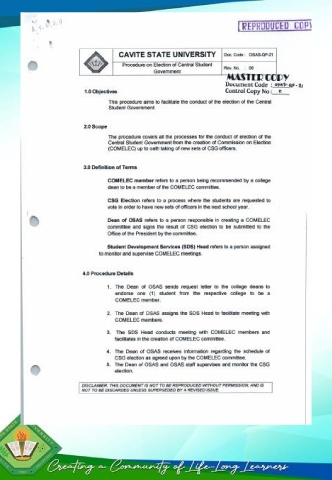 REPRODUCED COPY
CAVITE STATE UNIVERSITY
Doc. Code: OSAS-QP-21
Procedure on Election of Central Student
Government
Rev. No. 00
MASTER COPY
Document Code :
Control Copy No :
1.0 Objectives
This procedure aims to facilitate the conduct of the election of the Central
Student Government.
2.0 Scope
The procedure covers all the processes for the conduct of election of the
Central Student Government from the creation of Commission on Election
(COMELEC) up to oath taking of new sets of CSG officers.
3.0 Definition of Terms
COMELEC member refers to a person being recommended by a college
dean to be a member of the COMELEC committee.
CSG Election refers to a process where the students are requested to
vote in order to have new sets of officers in the next school year.
Dean of OSAS refers to a person responsible in creating a COMELEC
committee and signs the result of CSG election to be submitted to the
Office of the President by the committee.
Student Development Services (SDS) Head refers to a person assigned
to monitor and supervise COMELEC meetings.
4.0 Procedure Details
1. The Dean of OSAS sends request letter to the college deans to
endorse one (1) student from the respective college to be a
COMELEC member.
2. The Dean of OSAS assigns the SDS Head to facilitate meeting with
COMELEC members.
3. The SDS Head conducts meeting with COMELEC members and
facilitates in the creation of COMELEC committee.
4. The Dean of OSAS receives information regarding the schedule of
CSG election as agreed upon by the COMELEC committee.
5. The Dean of OSAS and OSAS staff supervises and monitor the CSG
election.
DISCLAIMER: THIS DOCUMENT IS NOT TO BE REPRODUCED WITHOUT PERMISSION, AND IS
NOT TO BE DISCARDED UNLESS SUPERSEDED BY A REVISED ISSUE.
Creating a Community of Life-Long Learners